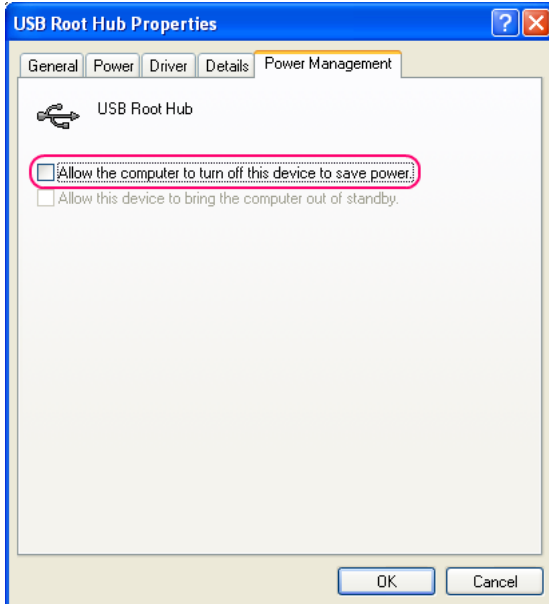 USB Root Hub Properties
General Power Driver Details Power Management
USB Root Hub
Allow the computer to turn off this device to save power.
Allow this device to bring the computer out of standby.
OK Cancel